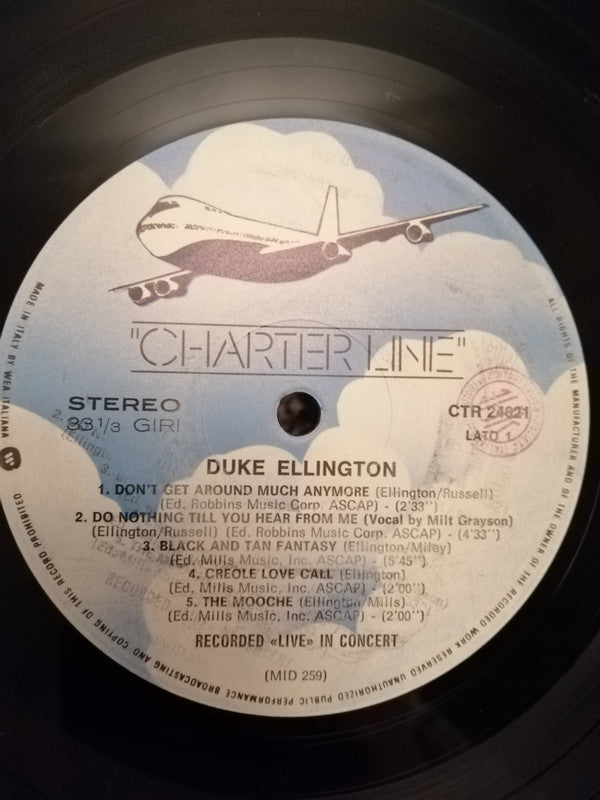 "CHARTER LINE"
STEREO
33 1/3 GIRI
CTR 24021
LATO 1
DUKE ELLINGTON
1. DON'T GET AROUND MUCH ANYMORE (Ellington/Russell)
(Ed. Robbins Music Corp. ASCAP) - (2'33")
2. DO NOTHING TILL YOU HEAR FROM ME (Vocal by Milt Grayson)
(Ellington/Russell) (Ed. Robbins Music Corp. ASCAP) - (4'33")
3. BLACK AND TAN FANTASY (Ellington/Miley)
(Ed. Mills Music, Inc. ASCAP) - (5'45")
4. CREOLE LOVE CALL (Ellington)
(Ed. Mills Music, Inc. ASCAP) - (2'00")
5. THE MOOCHE (Ellington/Mills)
(Ed. Mills Music, Inc. ASCAP) - (2'00")
RECORDED «LIVE» IN CONCERT
(MID 259)
MADE IN ITALY BY WEA ITALIANA
ALL RIGHTS OF THE MANUFACTURER AND OF THE OWNER OF THE RECORDED WORK RESERVED UNAUTHORIZED PUBLIC PERFORMANCE BROADCASTING AND COPYING OF THIS RECORD PROHIBITED